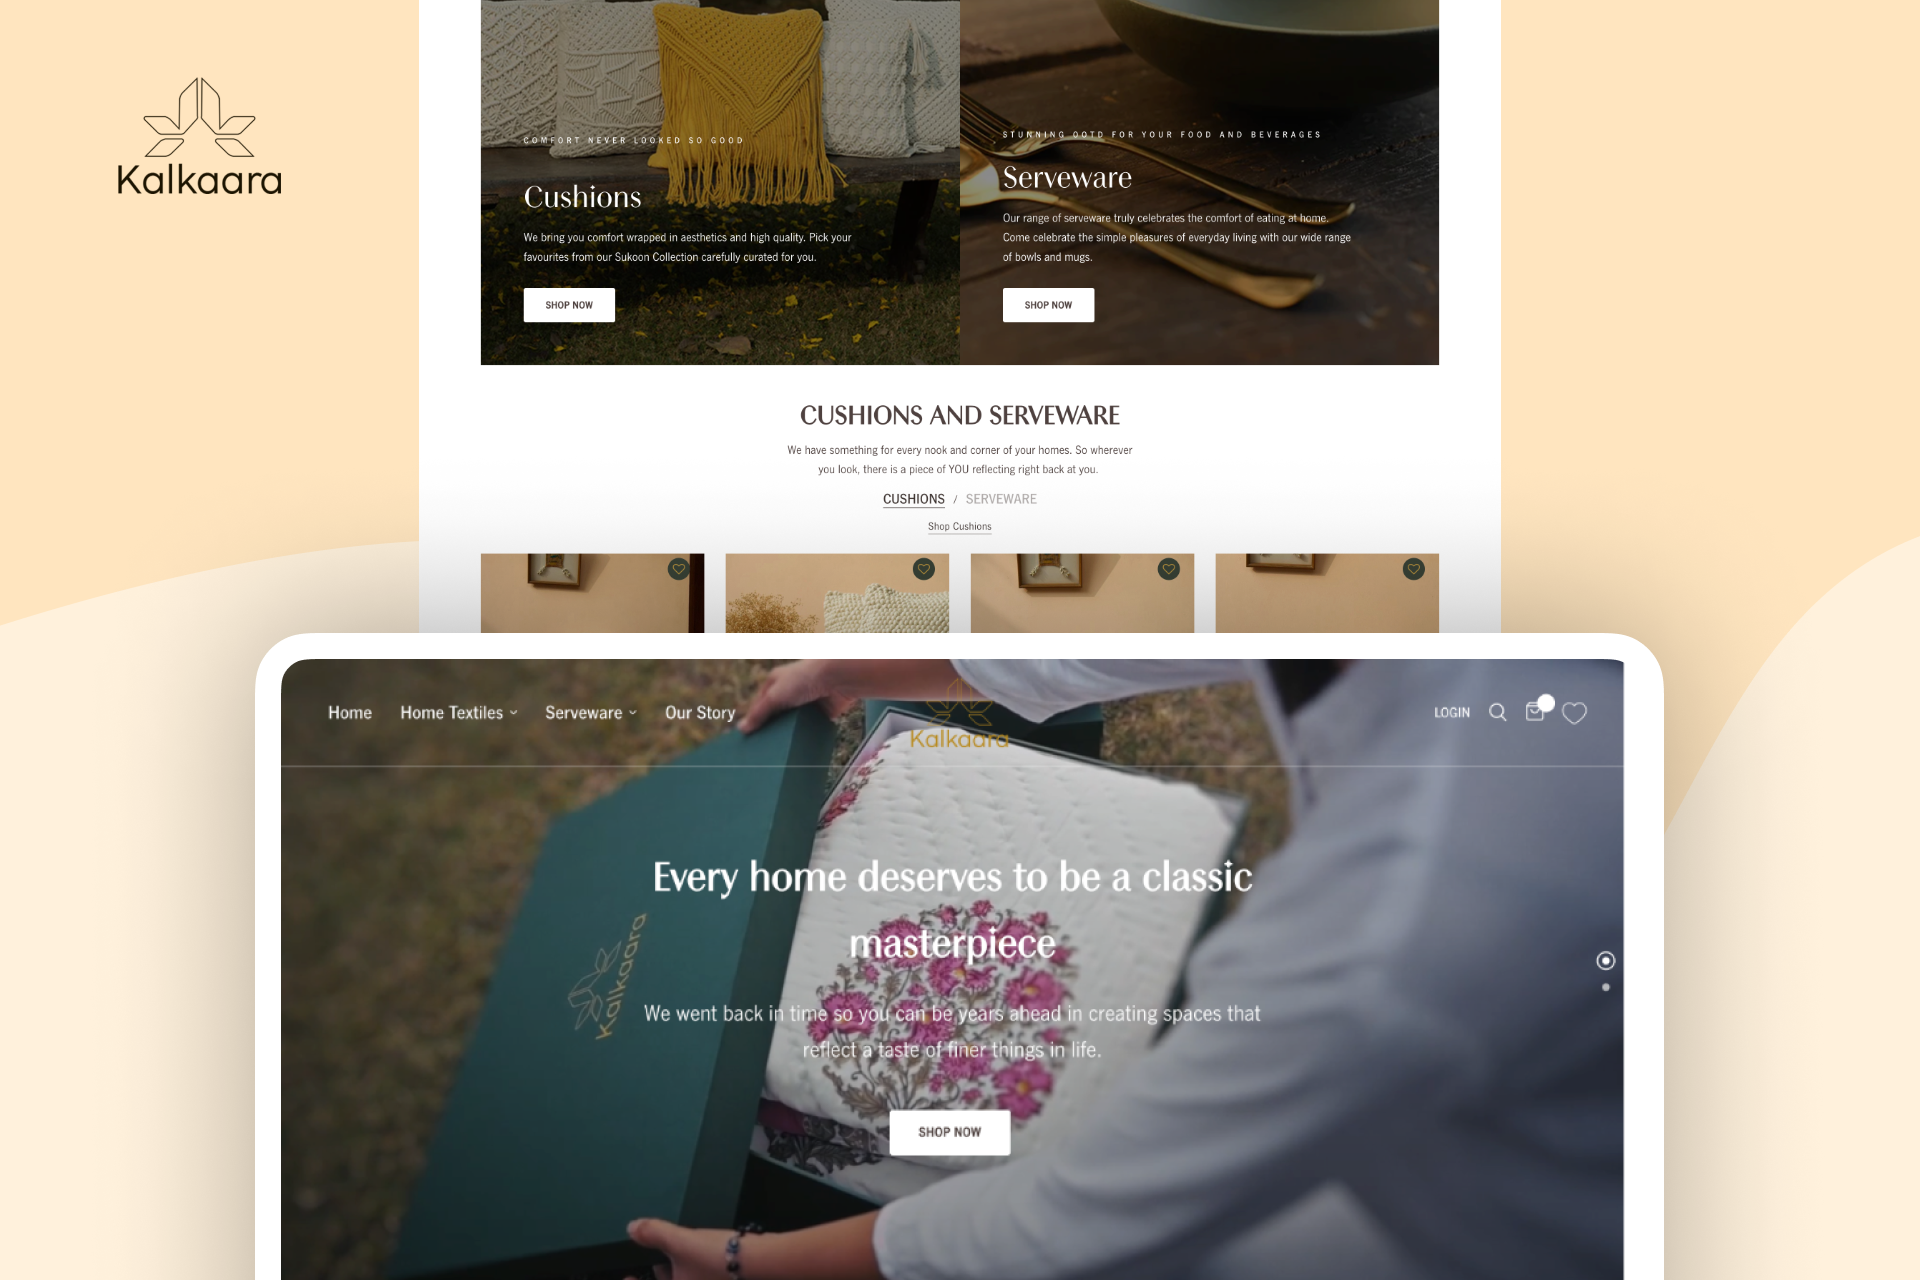 Kalkaara
COMFORT NEVER LOOKED SO GOOD
Cushions
We bring you comfort wrapped in aesthetics and high quality. Pick your
favourites from our Sukoon Collection carefully curated for you.
SHOP NOW
STUNNING OOTD FOR YOUR FOOD AND BEVERAGES
Serveware
Our range of serveware truly celebrates the comfort of eating at home.
Come celebrate the simple pleasures of everyday living with our wide range
of bowls and mugs.
SHOP NOW
CUSHIONS AND SERVEWARE
We have something for every nook and corner of your homes. So wherever
you look, there is a piece of YOU reflecting right back at you.
CUSHIONS / SERVEWARE
Shop Cushions
Home Home Textiles Serveware Our Story
Kalkaara
LOGIN
Every home deserves to be a classic
masterpiece
Kalkaara
We went back in time so you can be years ahead in creating spaces that
reflect a taste of finer things in life.
SHOP NOW